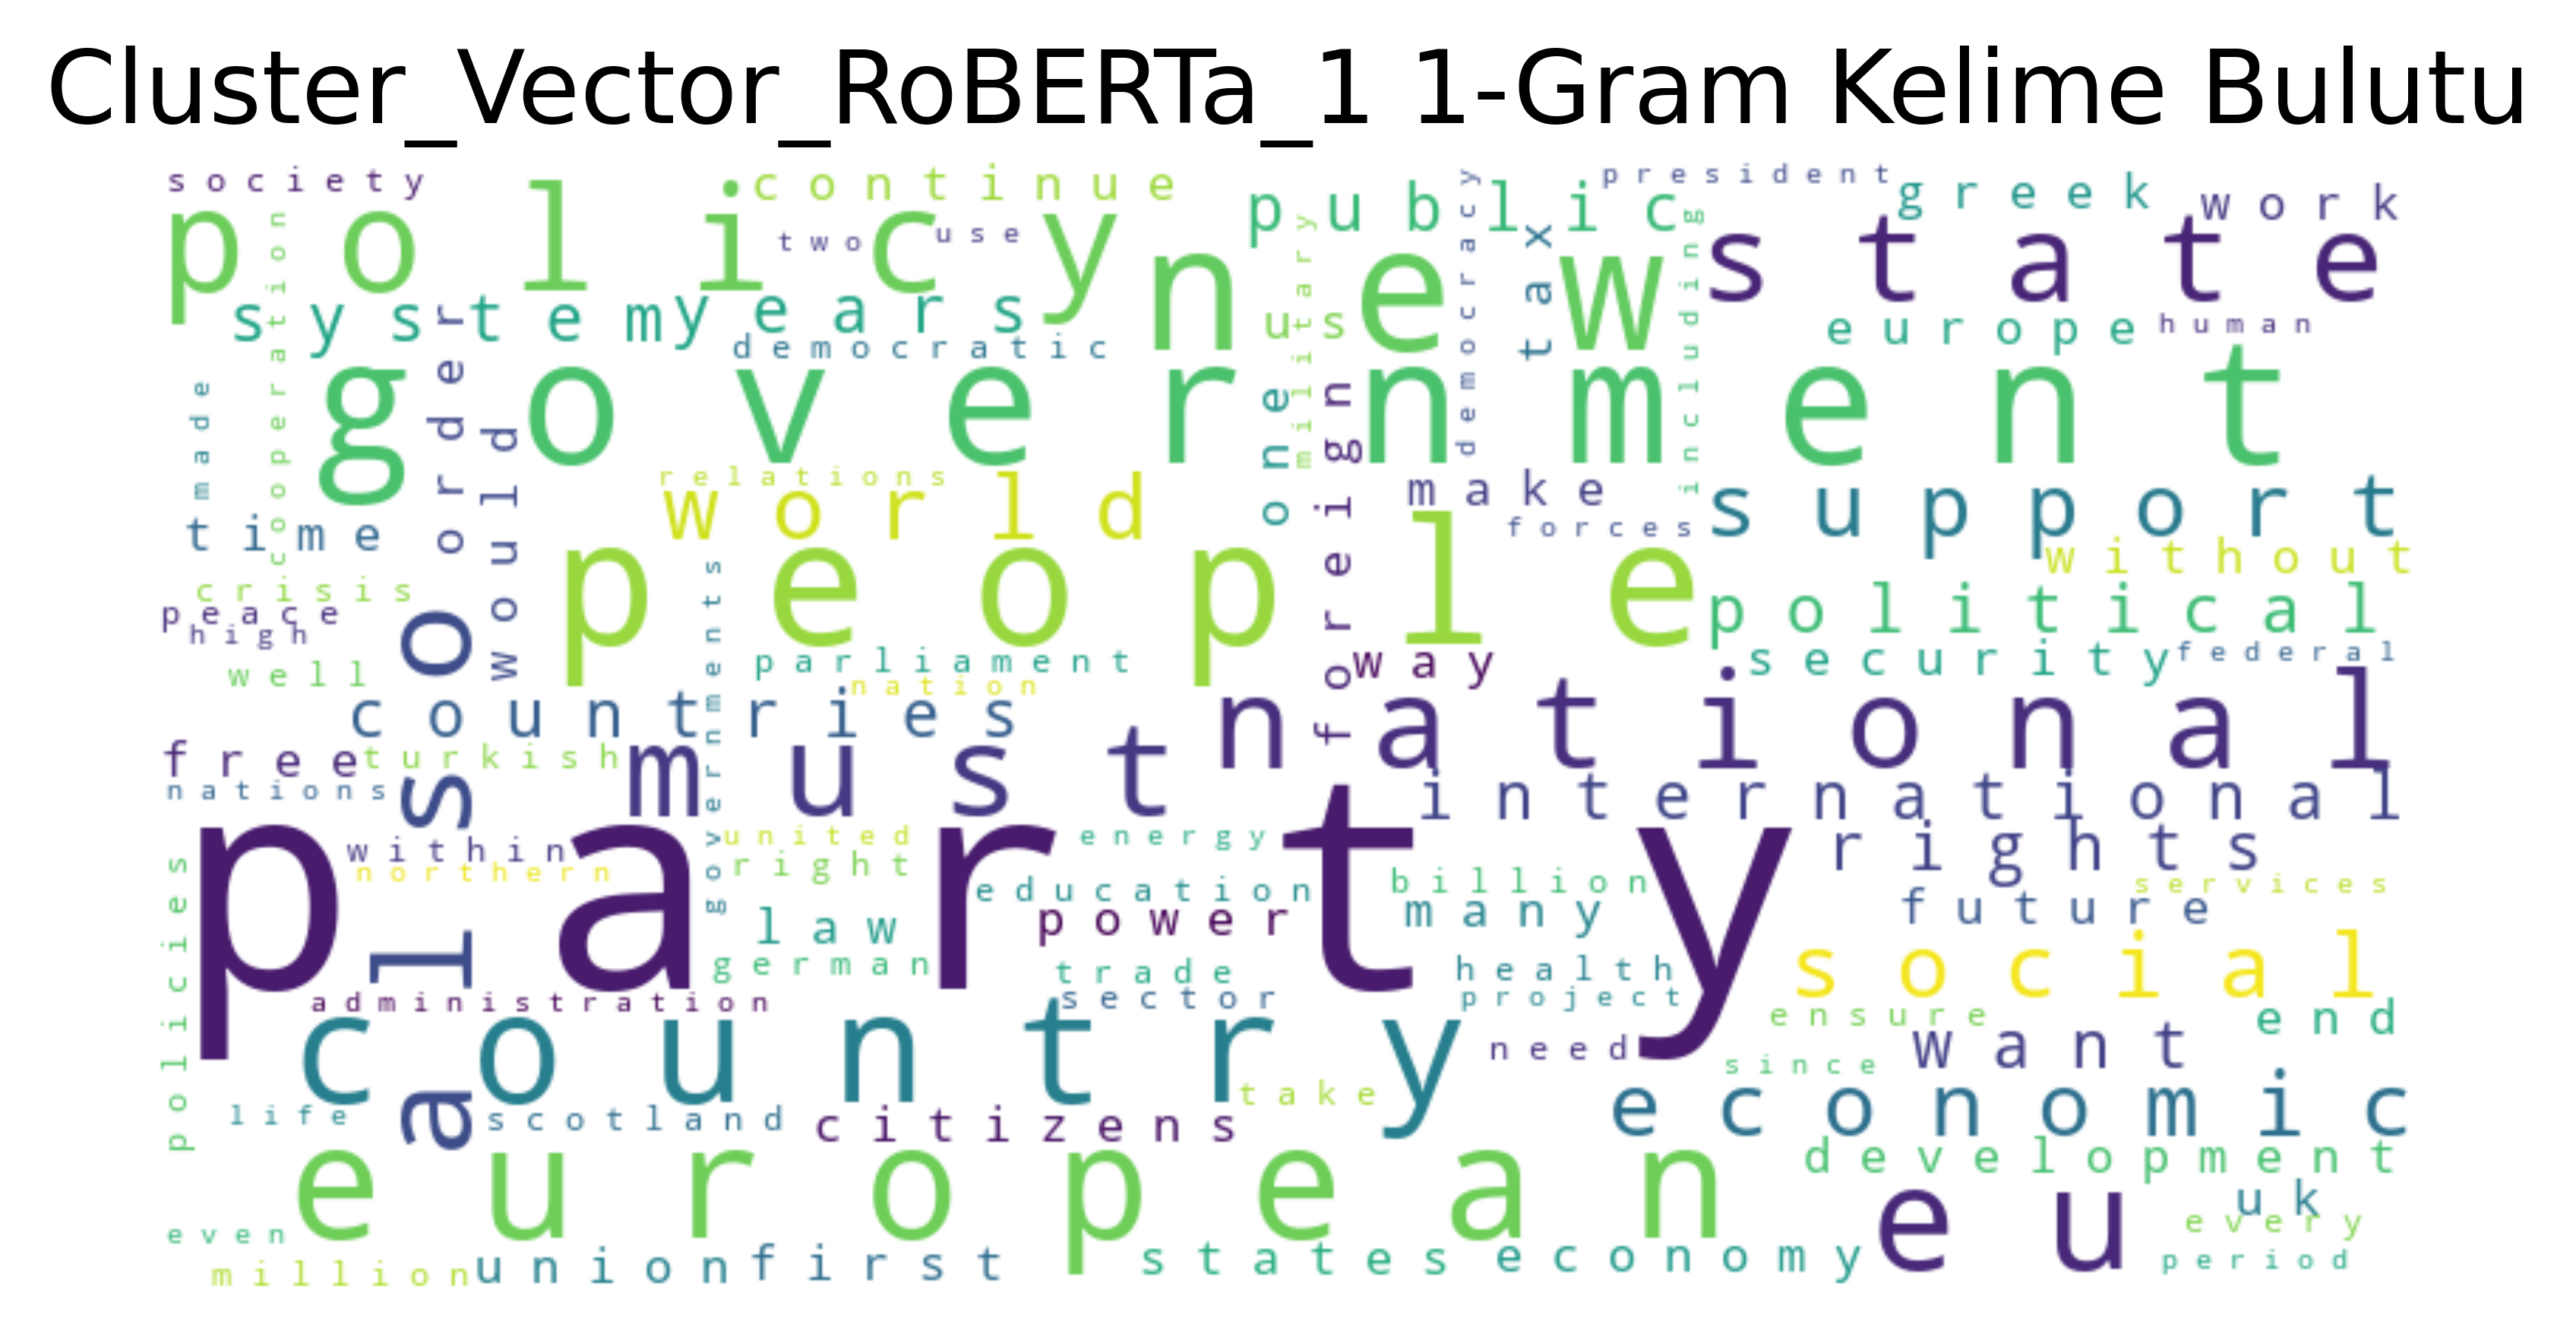 Cluster_Vector_RoBERTa_1 1-Gram Kelime Bulutu
society
continue
public
president
greek
work
policy
two
use
new
state
cooperation
military
democracy
tax
including
system
years
us
europe
human
democratic
made
order
would
government
one
foreign
relations
world
make
support
time
forces
without
people
crisis
peace
high
also
governments
political
well
parliament
way
security
federal
nation
countries
national
free
turkish
must
nations
international
party
within
united
energy
rights
northern
right
policies
education
billion
services
law
power
many
future
german
trade
health
social
administration
sector
project
ensure
end
country
need
want
since
life
scotland
citizens
take
economic
european
development
eu
uk
even
every
million
union
first
states
economy
period